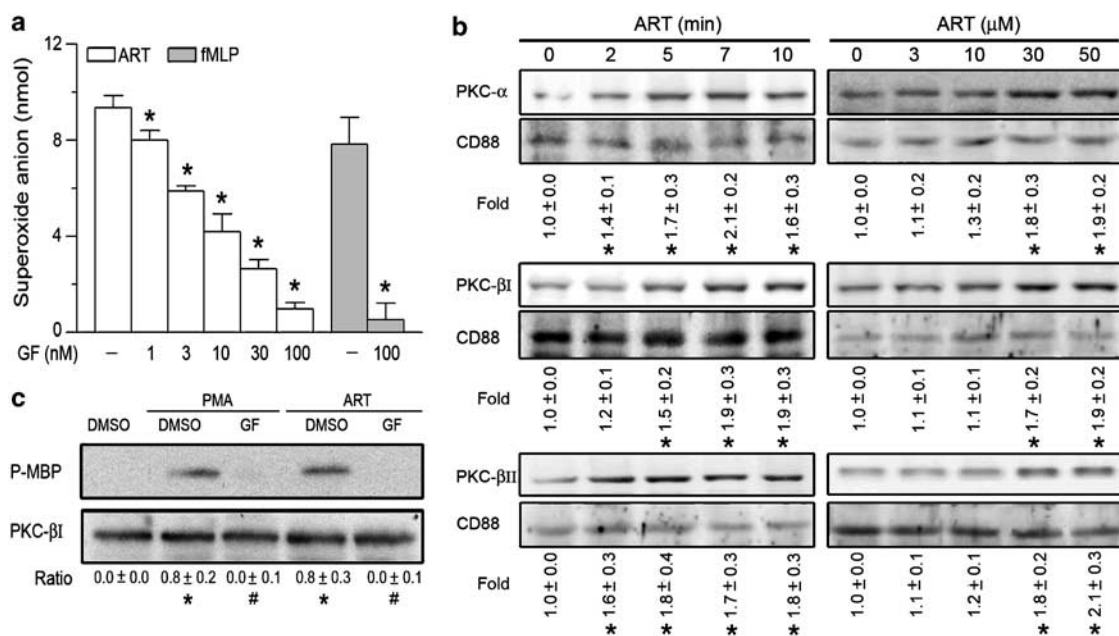 a
12
ART
fMLP
9
8
4
0
Superoxide anion (nmol)
* * * * * *
GF (nM) – 1 3 10 30 100 – 100
b
ART (min) ART (μM)
0 2 5 7 10 0 3 10 30 50
PKC-α
CD88
Fold 1.0 ± 0.0 *1.4 ± 0.1 *1.7 ± 0.3 *2.1 ± 0.2 *1.6 ± 0.3 1.0 ± 0.0 1.1 ± 0.2 1.3 ± 0.2 *1.8 ± 0.3 *1.9 ± 0.2
PKC-βI
CD88
Fold 1.0 ± 0.0 1.2 ± 0.1 *1.5 ± 0.2 *1.9 ± 0.3 *1.9 ± 0.3 1.0 ± 0.0 1.1 ± 0.1 1.1 ± 0.1 *1.7 ± 0.2 *1.9 ± 0.2
PKC-βII
CD88
Fold 1.0 ± 0.0 *1.6 ± 0.3 *1.8 ± 0.4 *1.7 ± 0.3 *1.8 ± 0.3 1.0 ± 0.0 1.1 ± 0.1 1.2 ± 0.1 *1.8 ± 0.2 *2.1 ± 0.3
c
PMA ART
DMSO DMSO GF DMSO GF
P-MBP
PKC-βI
Ratio 0.0 ± 0.0 0.8 ± 0.2 0.0 ± 0.1 0.8 ± 0.3 0.0 ± 0.1
* # * #